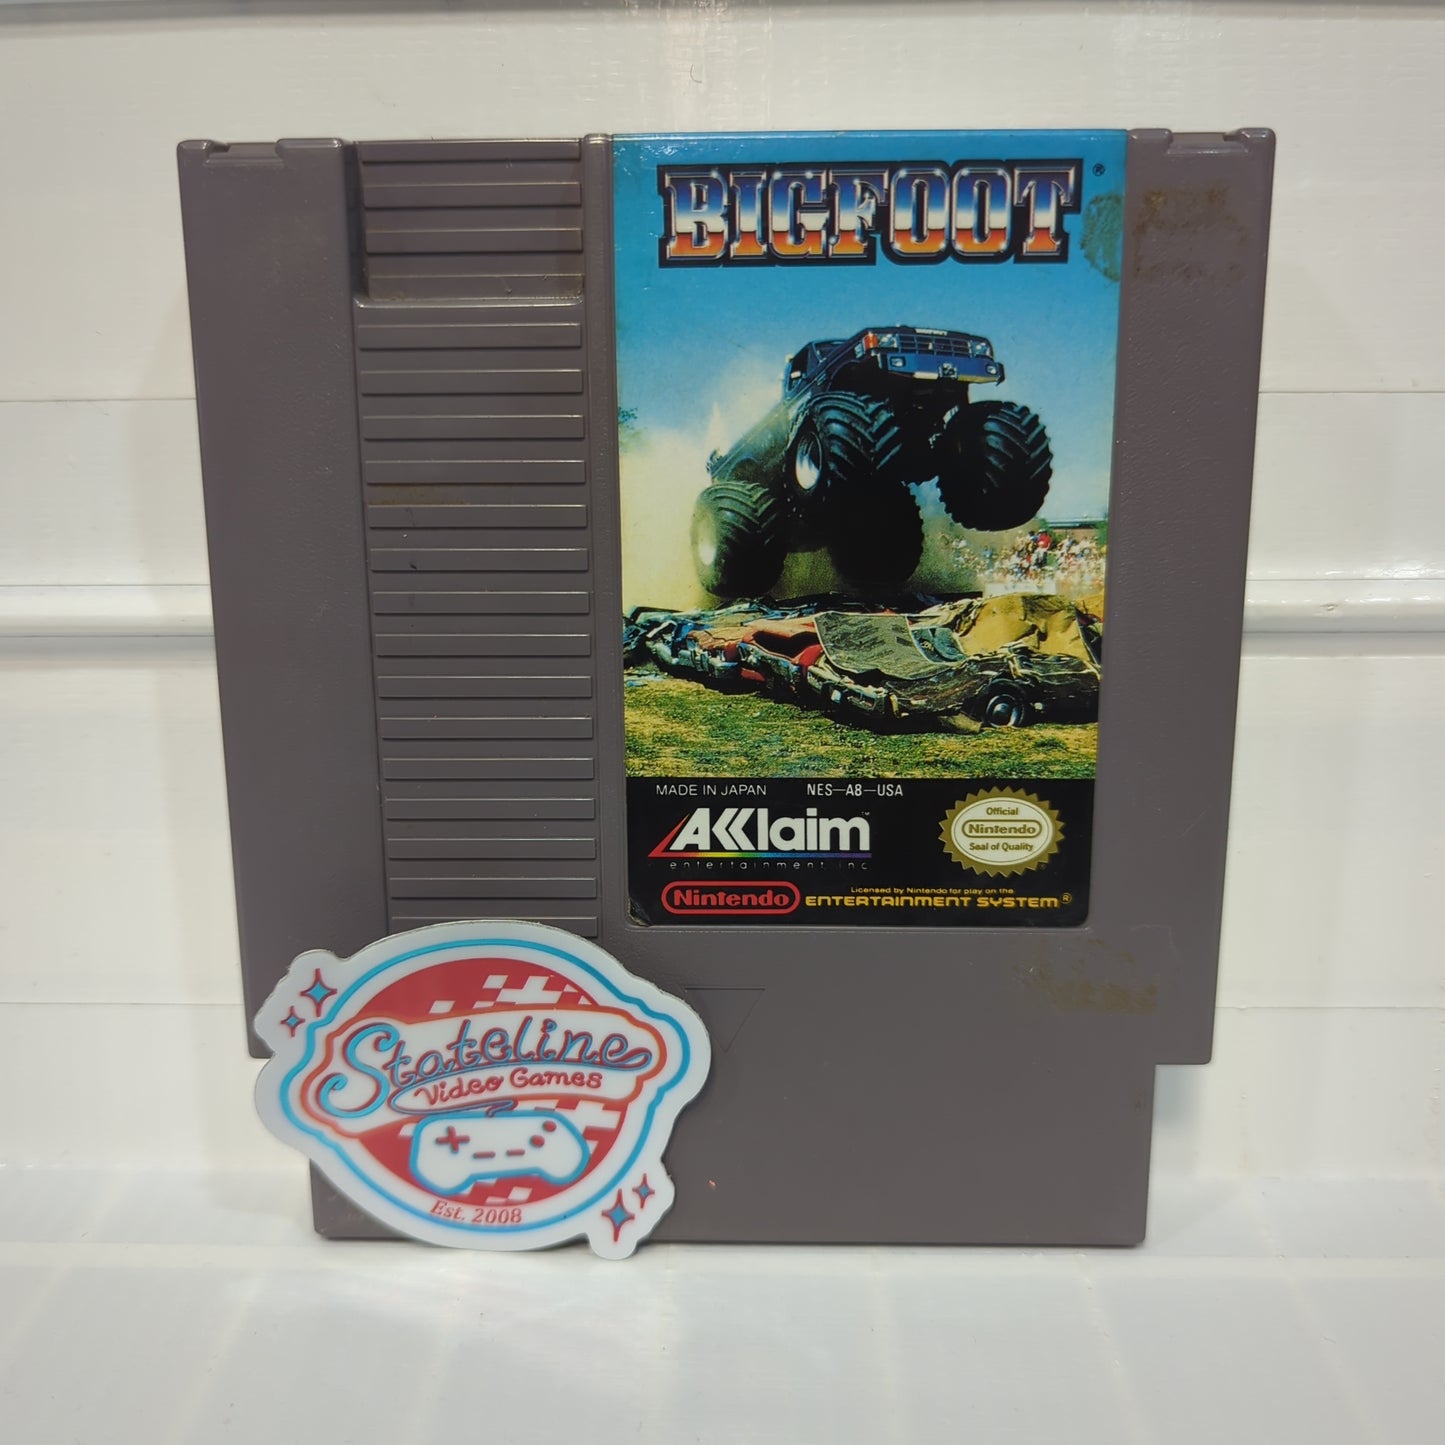 BIGFOOT®
MADE IN JAPAN NES-A8-USA
AKKlaim™
entertainment inc
Official
Nintendo
Seal of Quality
Nintendo®
Licensed by Nintendo for play on the
ENTERTAINMENT SYSTEM®
Stateline
Video Games
Est. 2008